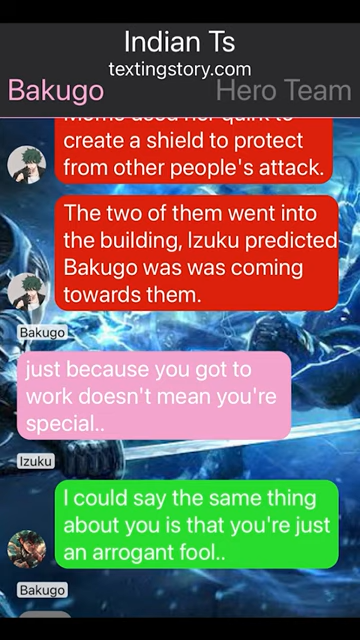 Indian Ts
textingstory.com
Bakugo Hero Team
create a shield to protect
from other people's attack.
The two of them went into
the building, Izuku predicted
Bakugo was was coming
towards them.
Bakugo
just because you got to
work doesn't mean you're
special..
Izuku
I could say the same thing
about you is that you're just
an arrogant fool..
Bakugo